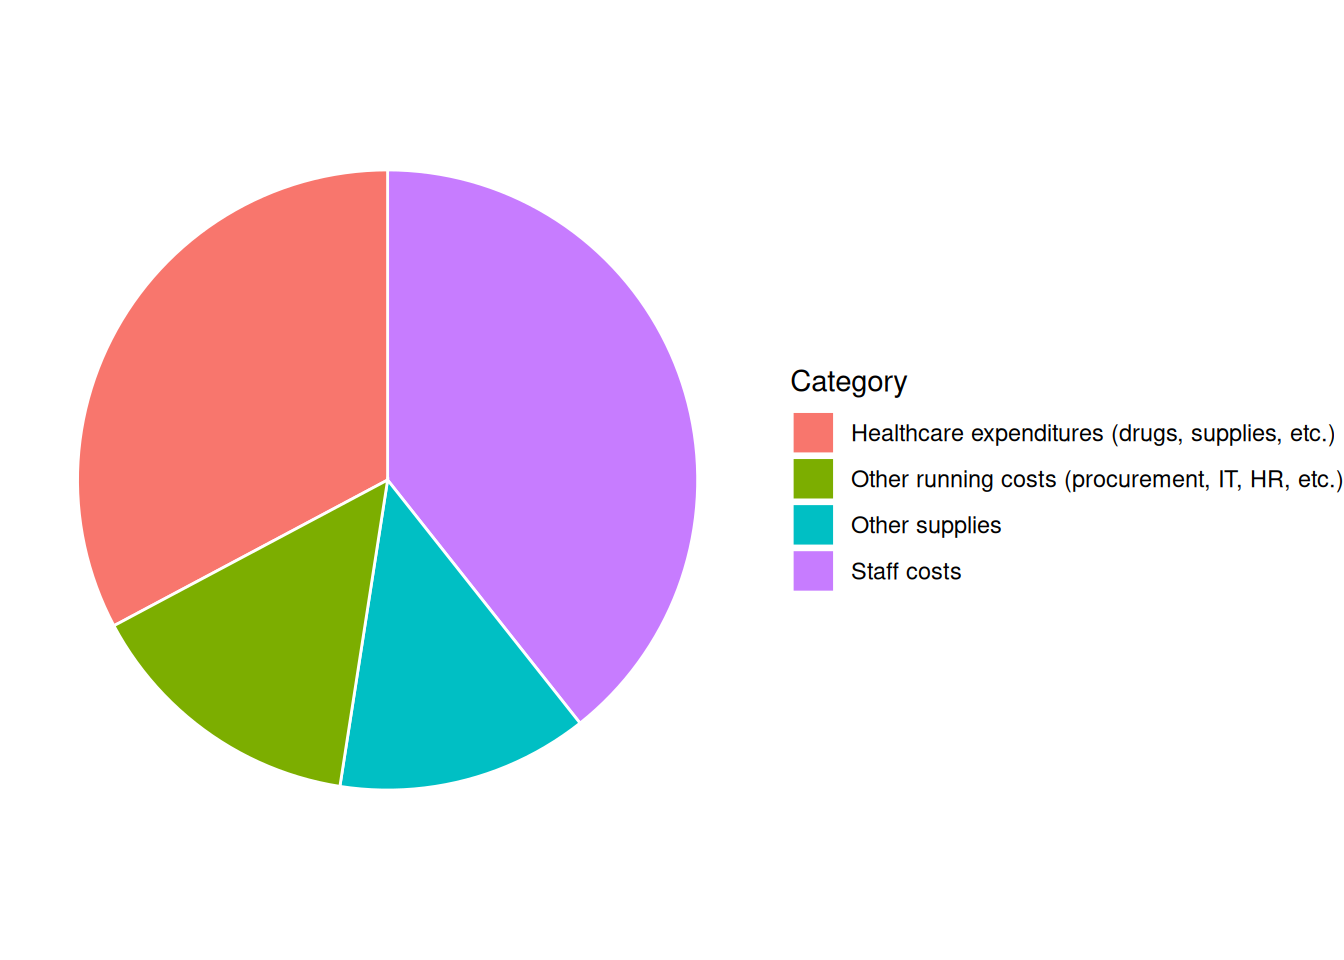 Category
Healthcare expenditures (drugs, supplies, etc.)
Other running costs (procurement, IT, HR, etc.)
Other supplies
Staff costs